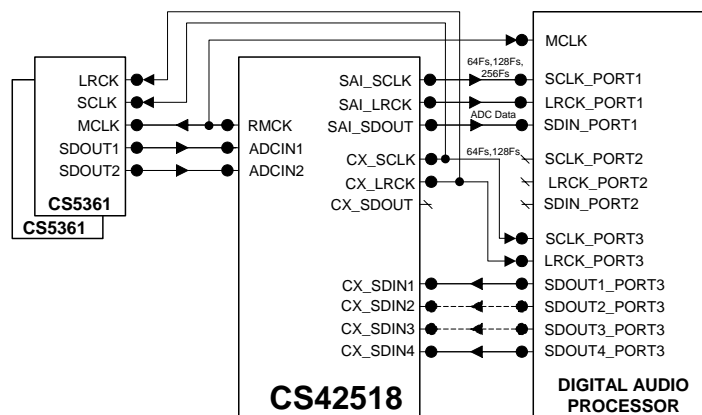 LRCK
SCLK
MCLK
SDOUT1
SDOUT2
CS5361
CS5361
RMCK
ADCIN1
ADCIN2
SAI_SCLK
SAI_LRCK
SAI_SDOUT
CX_SCLK
CX_LRCK
CX_SDOUT
CX_SDIN1
CX_SDIN2
CX_SDIN3
CX_SDIN4
CS42518
64Fs,128Fs,
256Fs
ADC Data
64Fs,128Fs
MCLK
SCLK_PORT1
LRCK_PORT1
SDIN_PORT1
SCLK_PORT2
LRCK_PORT2
SDIN_PORT2
SCLK_PORT3
LRCK_PORT3
SDOUT1_PORT3
SDOUT2_PORT3
SDOUT3_PORT3
SDOUT4_PORT3
DIGITAL AUDIO
PROCESSOR